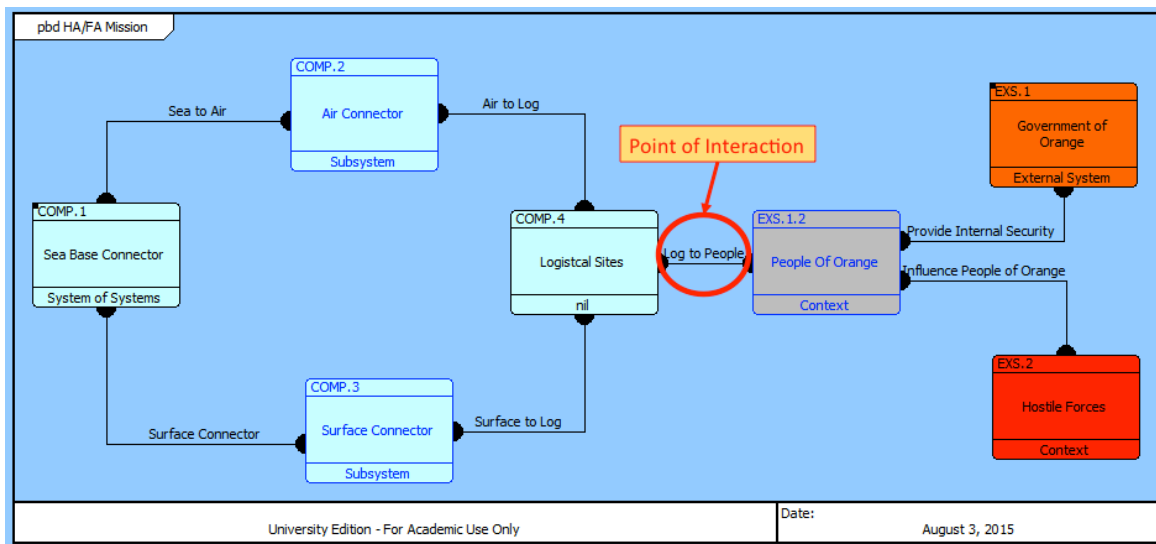 pbd HA/FA Mission
COMP.2
Air Connector
Subsystem
Sea to Air
Air to Log
Point of Interaction
EXS.1
Government of
Orange
External System
COMP.1
Sea Base Connector
System of Systems
COMP.4
Logistcal Sites
nil
Log to People
EXS.1.2
People Of Orange
Context
Provide Internal Security
Influence People of Orange
COMP.3
Surface Connector
Subsystem
Surface Connector
Surface to Log
EXS.2
Hostile Forces
Context
University Edition - For Academic Use Only
Date:
August 3, 2015